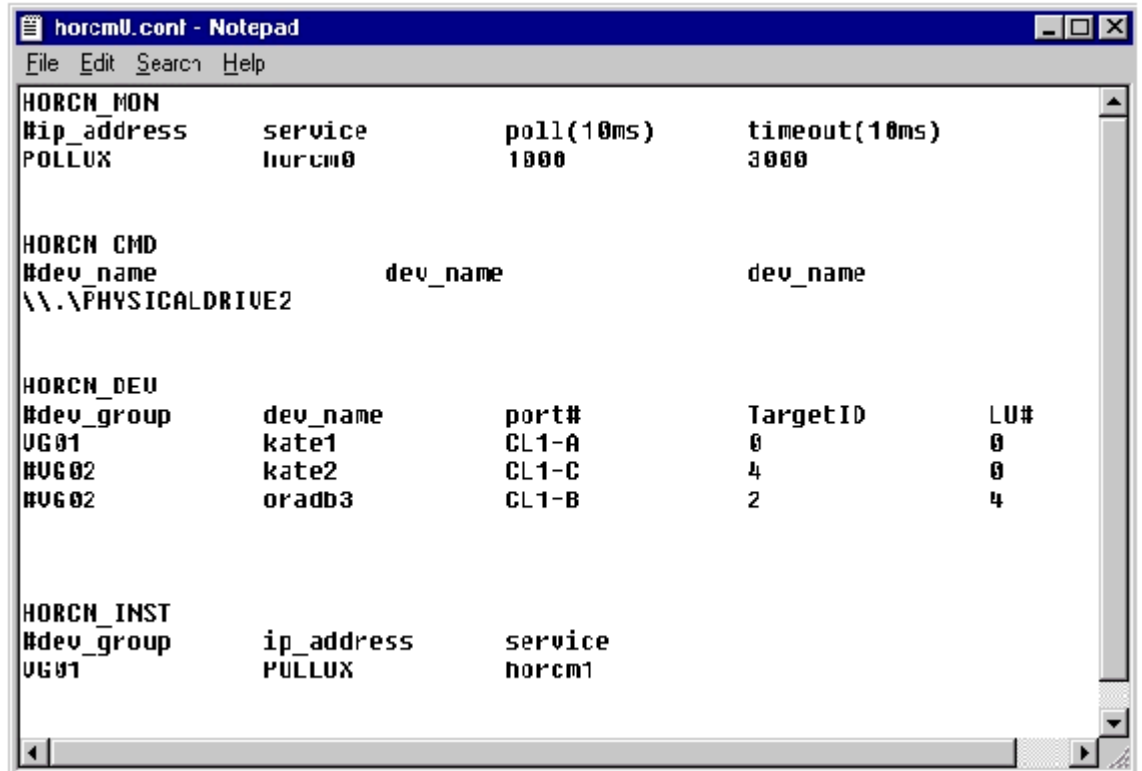 horcm0.conf - Notepad
File Edit Search Help
HORCM_MON
#ip_address service poll(10ms) timeout(10ms)
POLLUX horcm0 1000 3000
HORCM_CMD
#dev_name dev_name dev_name
\\.\PHYSICALDRIVE2
HORCM_DEV
#dev_group dev_name port# TargetID LU#
VG01 kate1 CL1-A 0 0
#VG02 kate2 CL1-C 4 0
#VG02 oradb3 CL1-B 2 4
HORCM_INST
#dev_group ip_address service
VG01 POLLUX horcm1